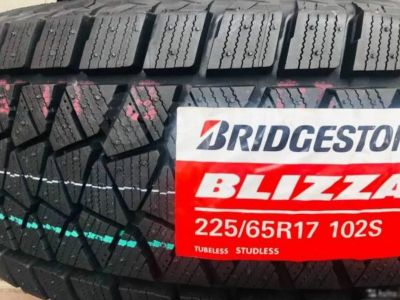 BRIDGESTON
BLIZZA
225/65R17 102S
TUBELESS STUDLESS